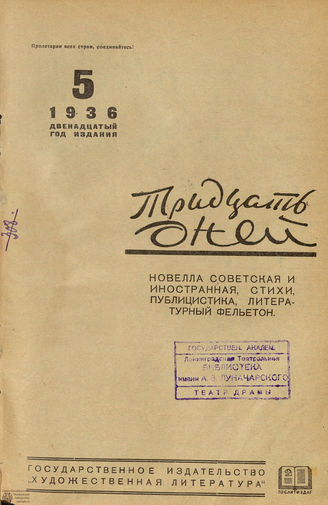 Пролетарии всех стран, соединяйтесь!
5
1936
ДВЕНАДЦАТЫЙ
ГОД ИЗДАНИЯ
Тридцать
дней
НОВЕЛЛА СОВЕТСКАЯ И
ИНОСТРАННАЯ, СТИХИ,
ПУБЛИЦИСТИКА, ЛИТЕРА-
ТУРНЫЙ ФЕЛЬЕТОН.
ГОСУДАРСТВЕН. АКАДЕМ.
Ленинградская Театральная
БИБЛИОТЕКА
имени А. В. ЛУНАЧАРСКОГО
ТЕАТР ДРАМЫ
ГОСУДАРСТВЕННОЕ ИЗДАТЕЛЬСТВО
„ХУДОЖЕСТВЕННАЯ ЛИТЕРАТУРА"
ГОСЛИТИЗДАТ